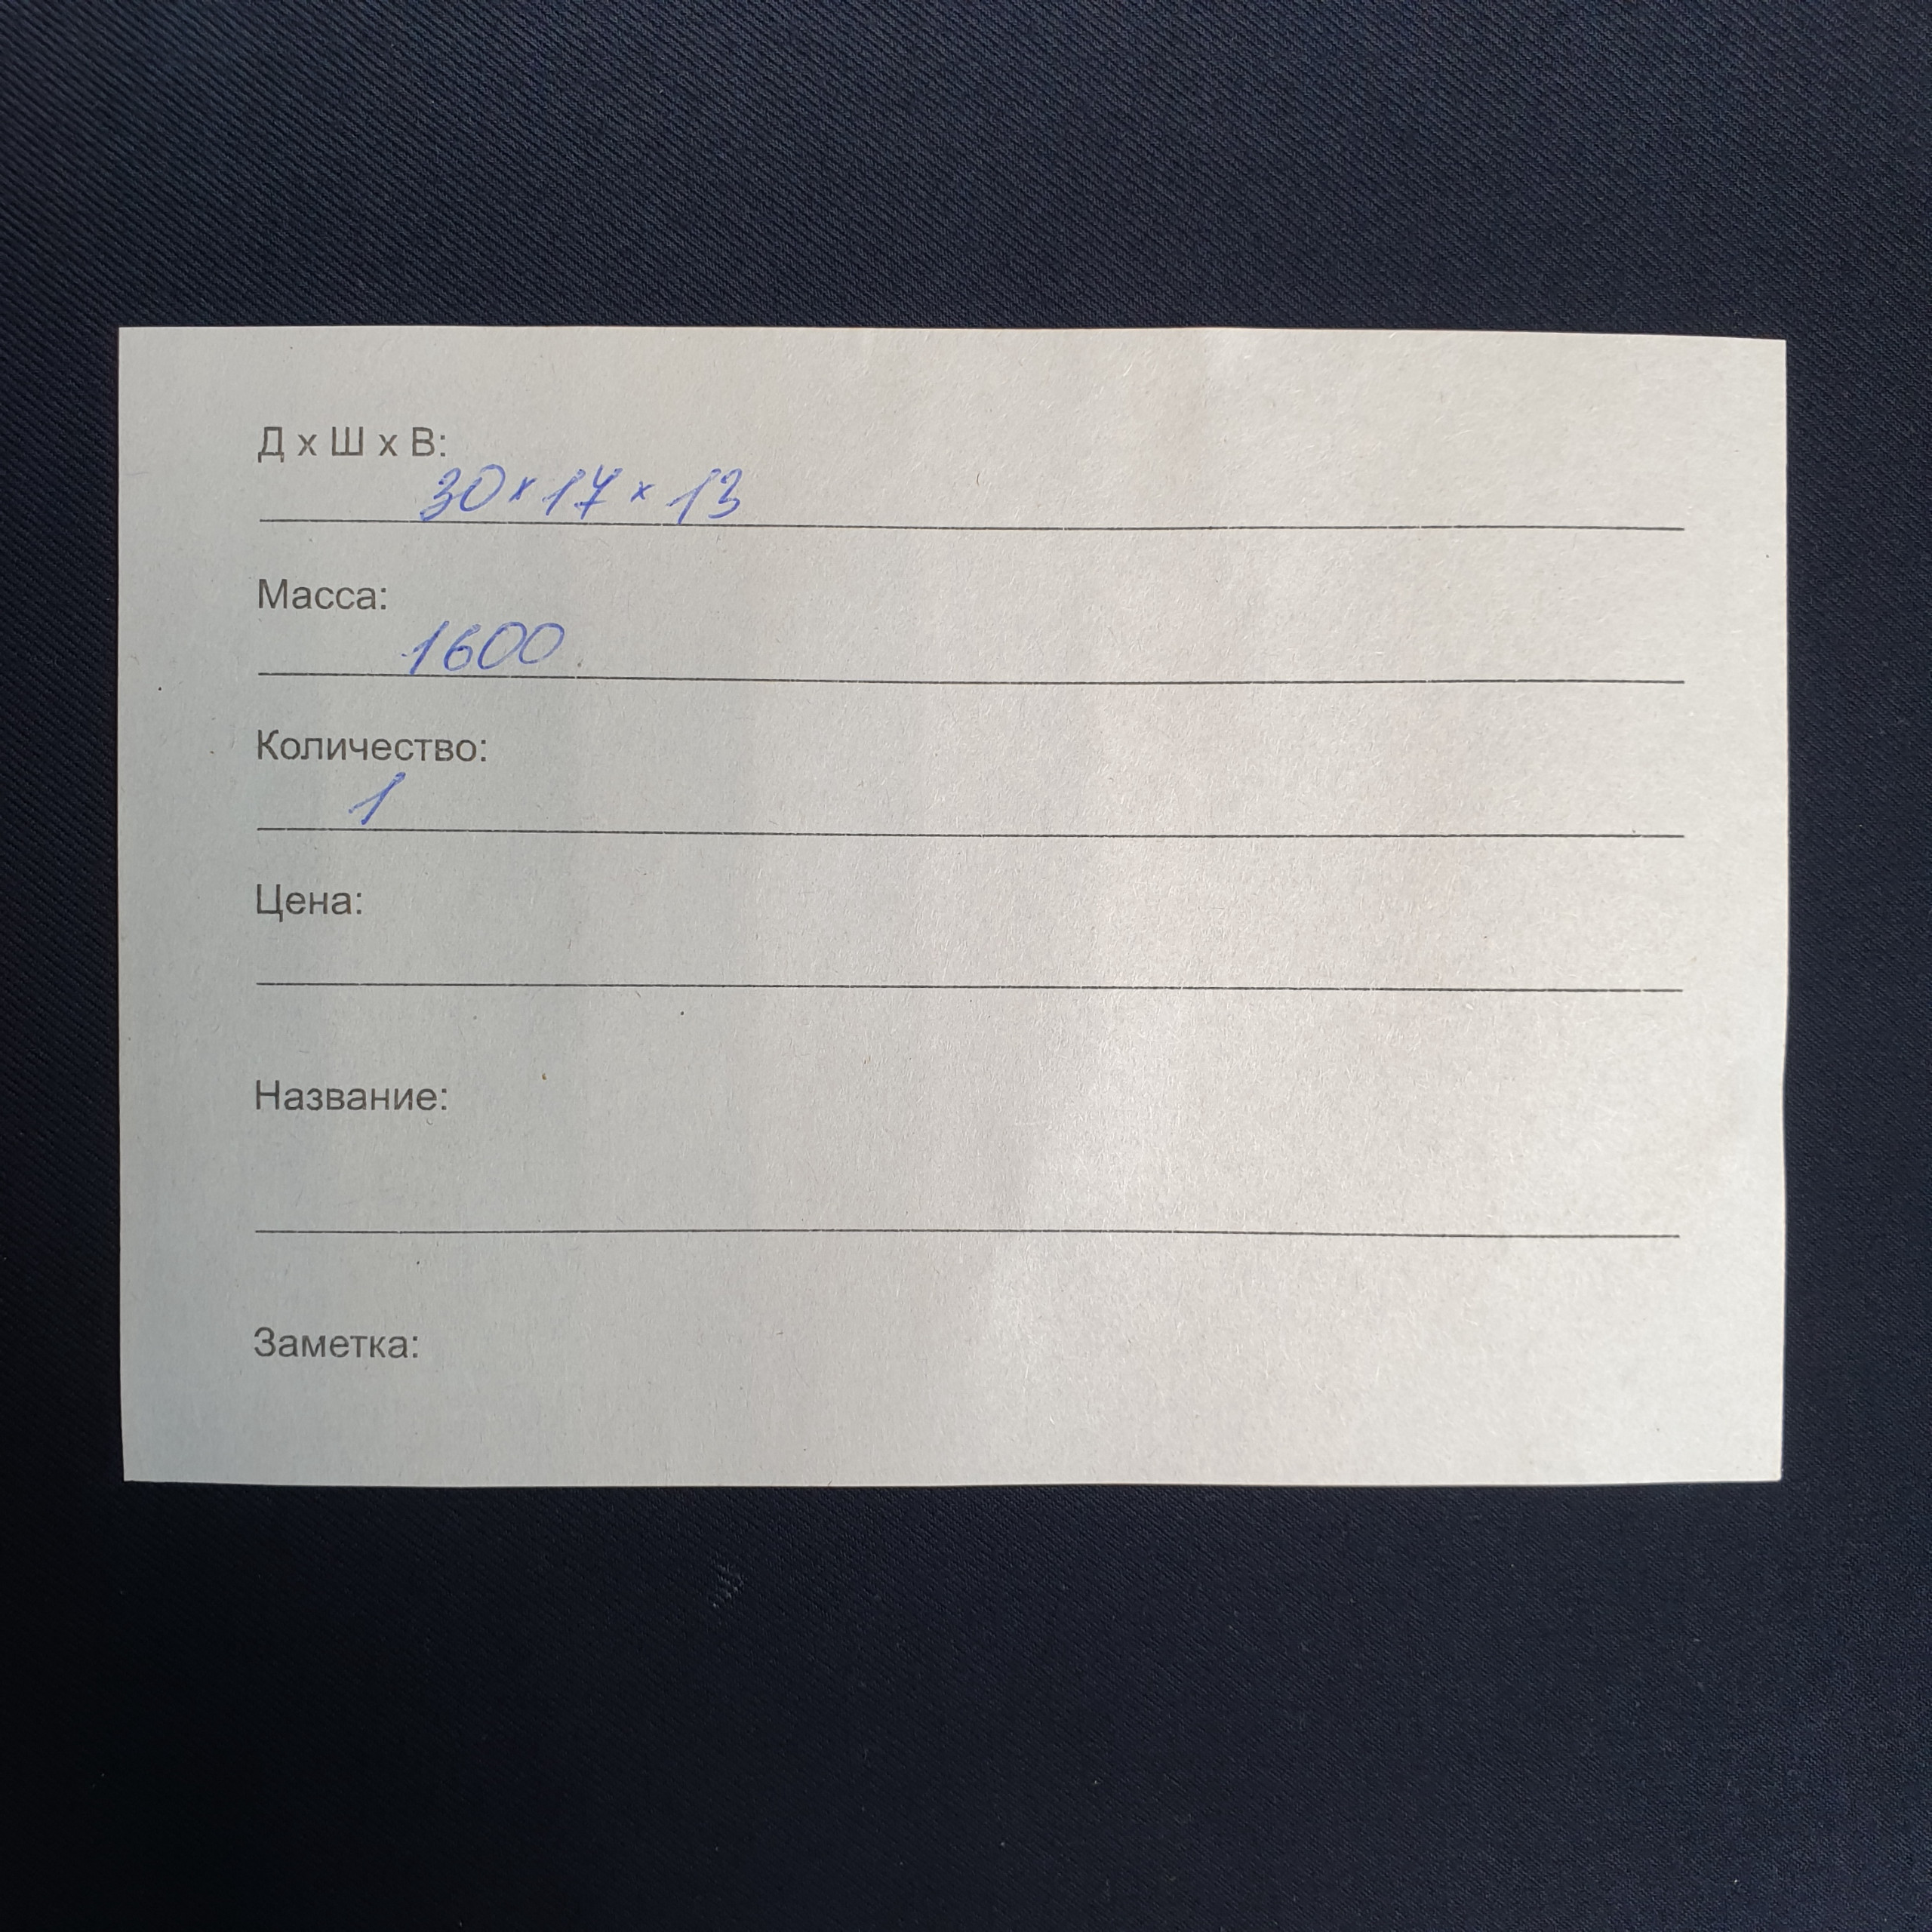 Д х Ш х В:
30 х 17 х 13
Масса:
1600
Количество:
1
Цена:
Название:
Заметка: